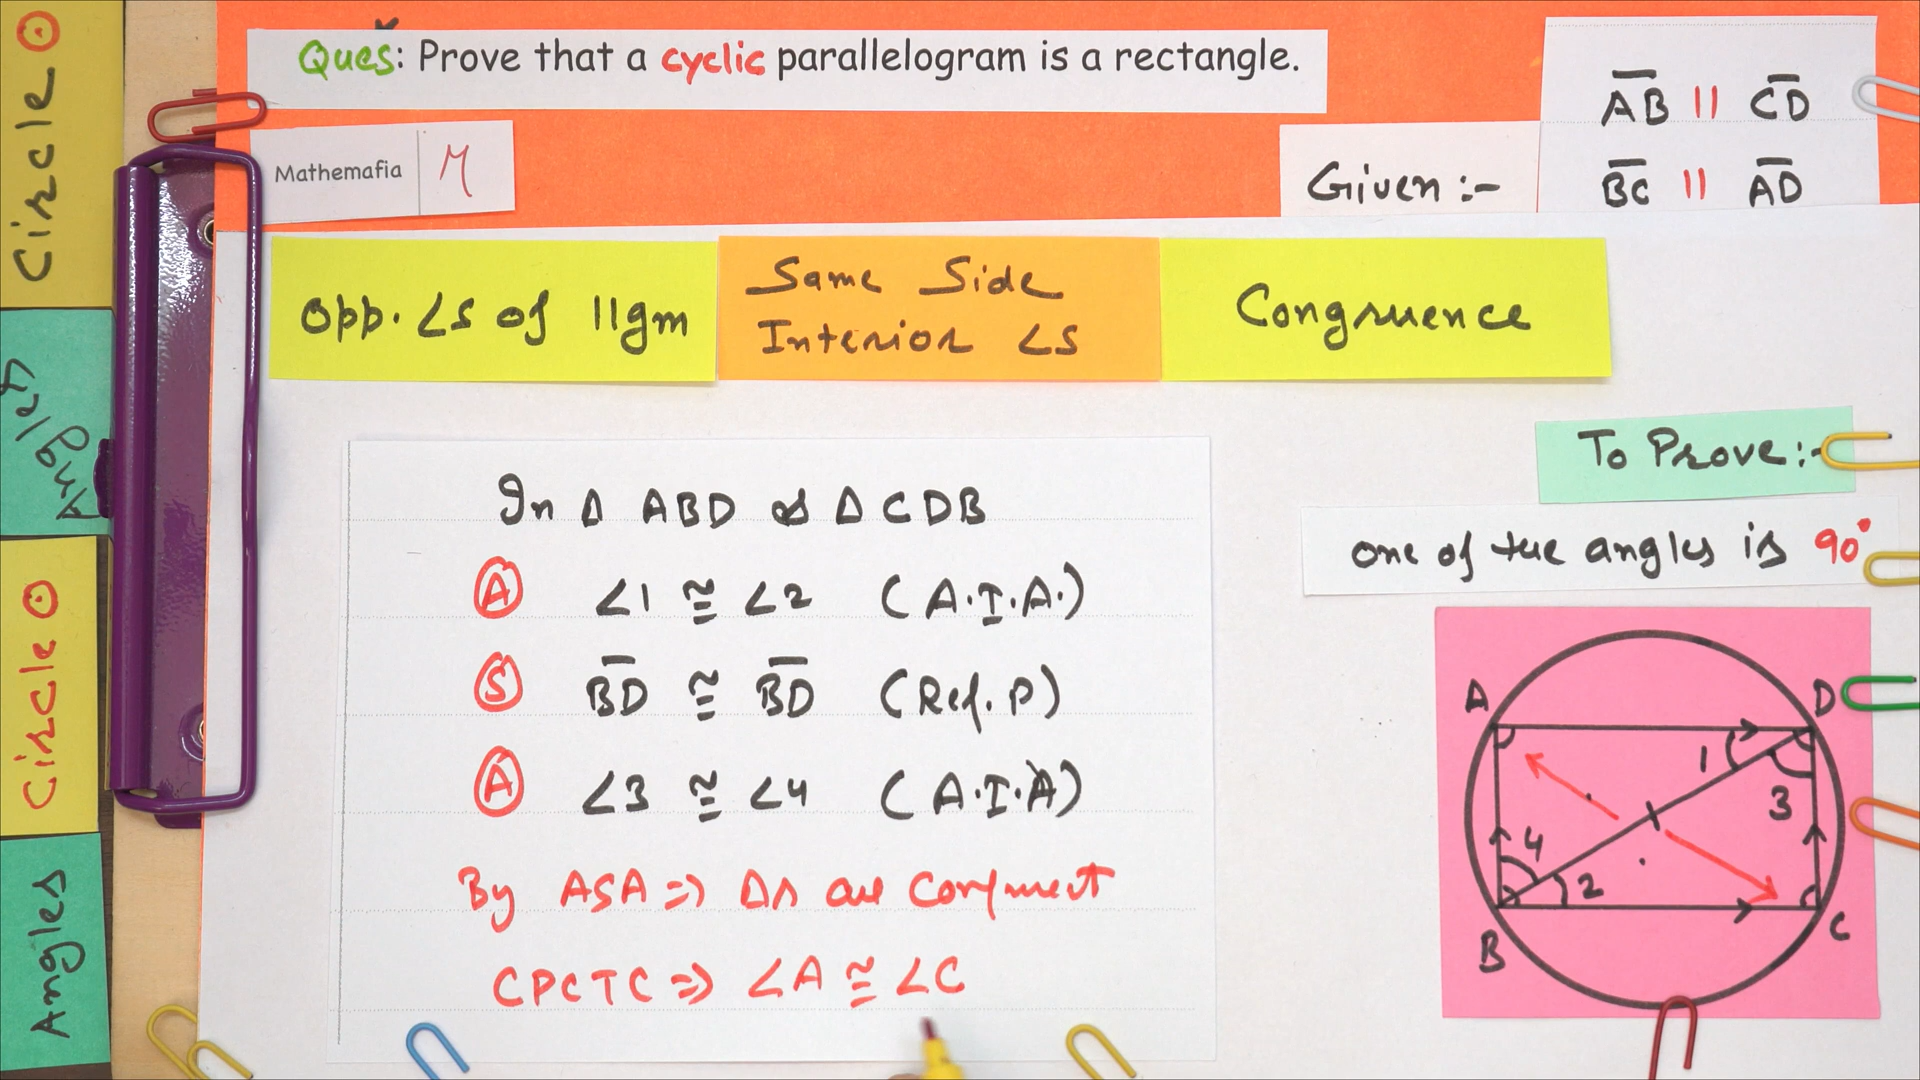 Ques: Prove that a cyclic parallelogram is a rectangle.
Mathemafia M
Given :-
AB || CD
BC || AD
Opp. ∠s of ||gm
Same Side
Interior ∠s
Congruence
In Δ ABD & Δ CDB
A ∠1 ≅ ∠2 (A.I.A.)
S BD ≅ BD (Ref. P)
A ∠3 ≅ ∠4 (A.I.A)
By ASA => Δs are Congruent
CPCTC => ∠A ≅ ∠C
To Prove:-
one of the angles is 90°
A D
1
3
4
2
B C
Circle
Angles
Circle
Angles